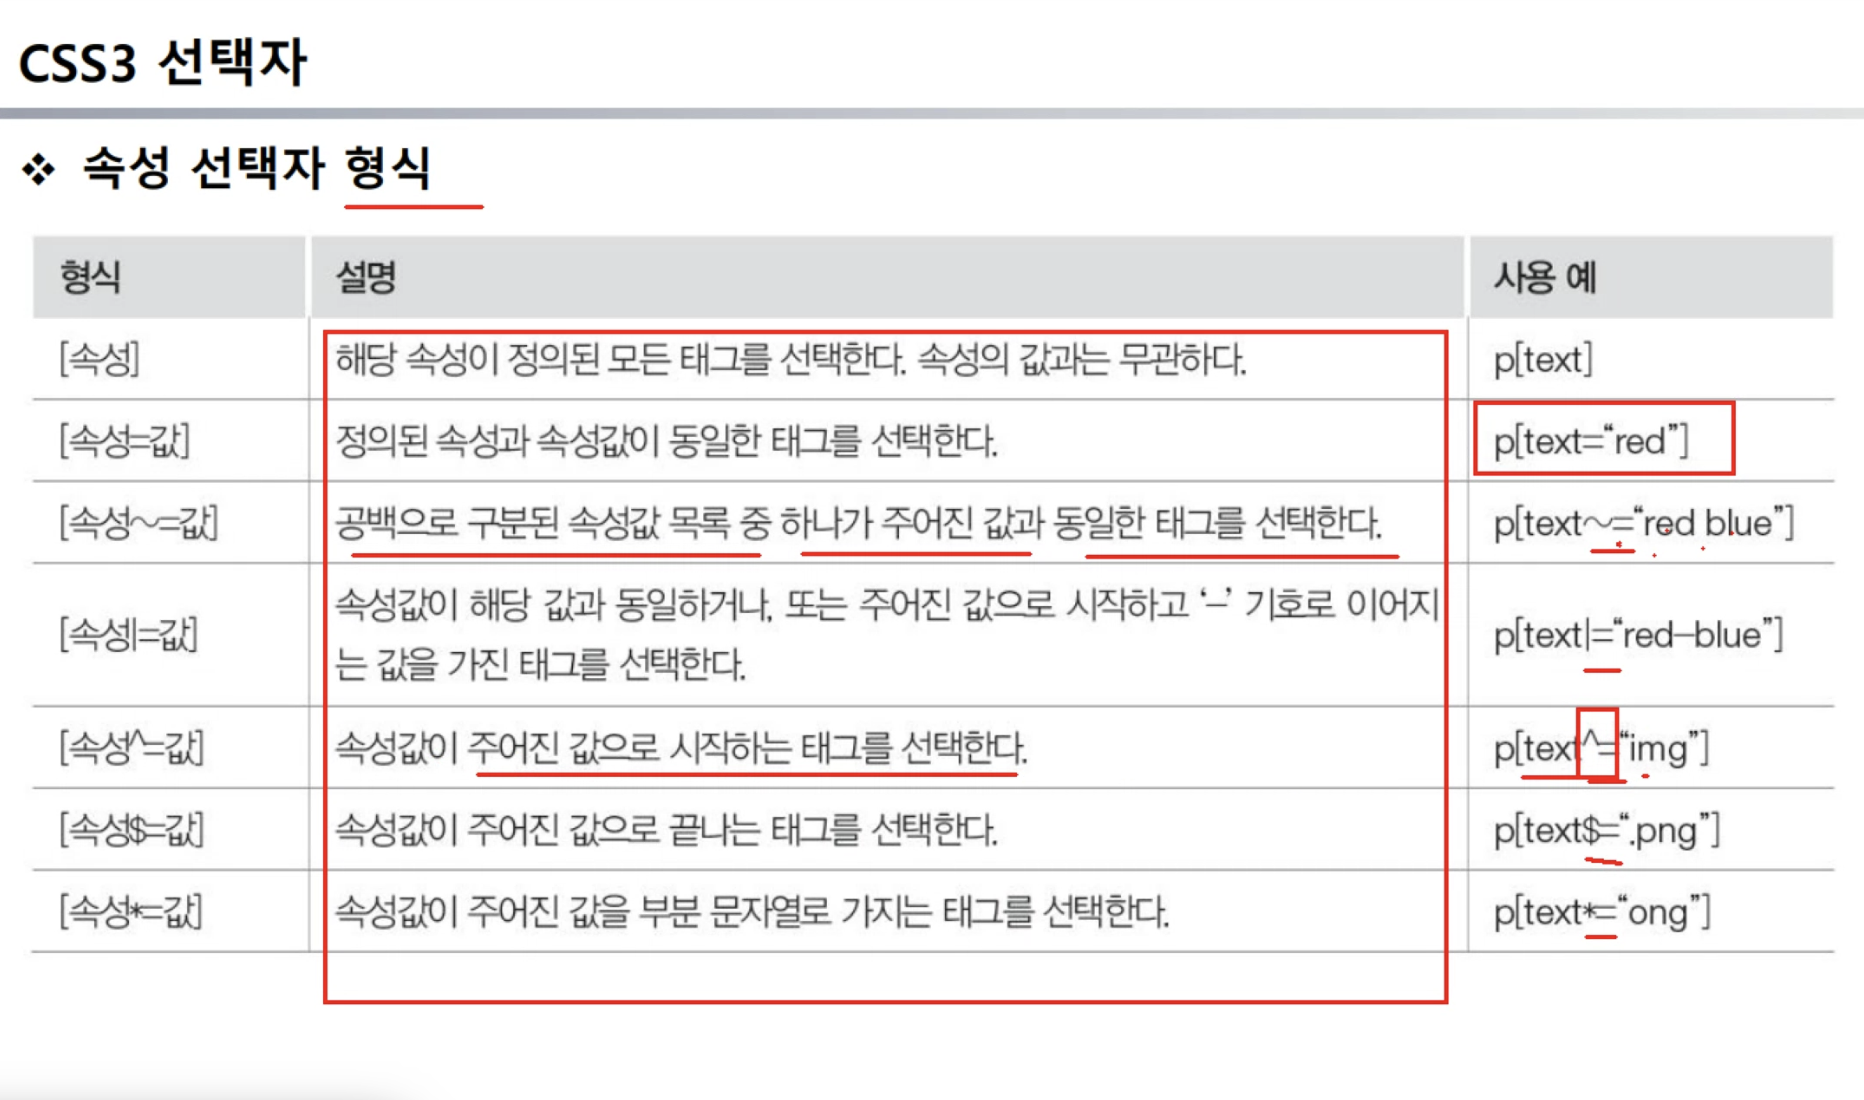 CSS3 선택자
❖ 속성 선택자 형식
형식 설명 사용 예
[속성] 해당 속성이 정의된 모든 태그를 선택한다. 속성의 값과는 무관하다. p[text]
[속성=값] 정의된 속성과 속성값이 동일한 태그를 선택한다. p[text=“red”]
[속성~=값] 공백으로 구분된 속성값 목록 중 하나가 주어진 값과 동일한 태그를 선택한다. p[text~=“red blue”]
[속성|=값] 속성값이 해당 값과 동일하거나, 또는 주어진 값으로 시작하고 ‘–’ 기호로 이어지
는 값을 가진 태그를 선택한다. p[text|=“red–blue”]
[속성^=값] 속성값이 주어진 값으로 시작하는 태그를 선택한다. p[text^=“img”]
[속성$=값] 속성값이 주어진 값으로 끝나는 태그를 선택한다. p[text$=“.png”]
[속성*=값] 속성값이 주어진 값을 부분 문자열로 가지는 태그를 선택한다. p[text*=“ong”]